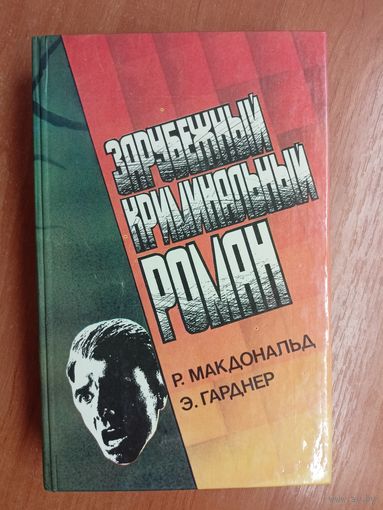 ЗАРУБЕЖНЫЙ
КРИМИНАЛЬНЫЙ
РОМАН
Р. МАКДОНАЛЬД
Э. ГАРДНЕР